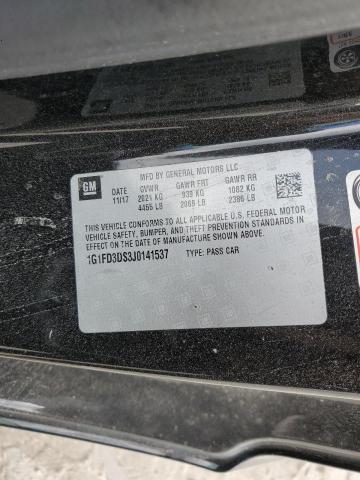 MFD BY GENERAL MOTORS LLC
GM
DATE GVWR GAWR FRT GAWR RR
11/17 2021 KG 939 KG 1082 KG
4455 LB 2069 LB 2386 LB
THIS VEHICLE CONFORMS TO ALL APPLICABLE U.S. FEDERAL MOTOR
VEHICLE SAFETY, BUMPER, AND THEFT PREVENTION STANDARDS
IN EFFECT ON THE DATE OF MANUFACTURE SHOWN ABOVE.
1G1FD3DS3J0141537 TYPE: PASS CAR